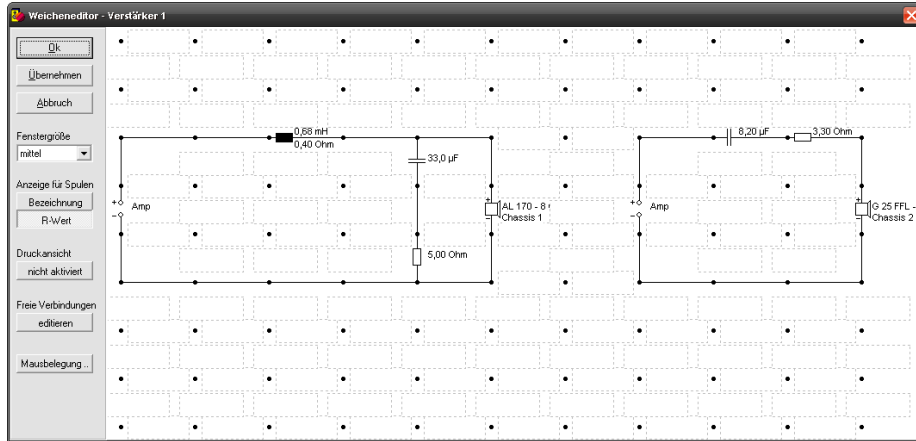 Weicheneditor - Verstärker 1
Ok
Übernehmen
Abbruch
Fenstergröße
mittel
Anzeige für Spulen
Bezeichnung
R-Wert
Druckansicht
nicht aktiviert
Freie Verbindungen
editieren
Mausbelegung ..
0,68 mH
0,40 Ohm
33,0 µF
+
Amp
-
+
AL 170 - 8
-
Chassis 1
5,00 Ohm
8,20 µF
3,30 Ohm
+
Amp
-
+
G 25 FFL -
-
Chassis 2